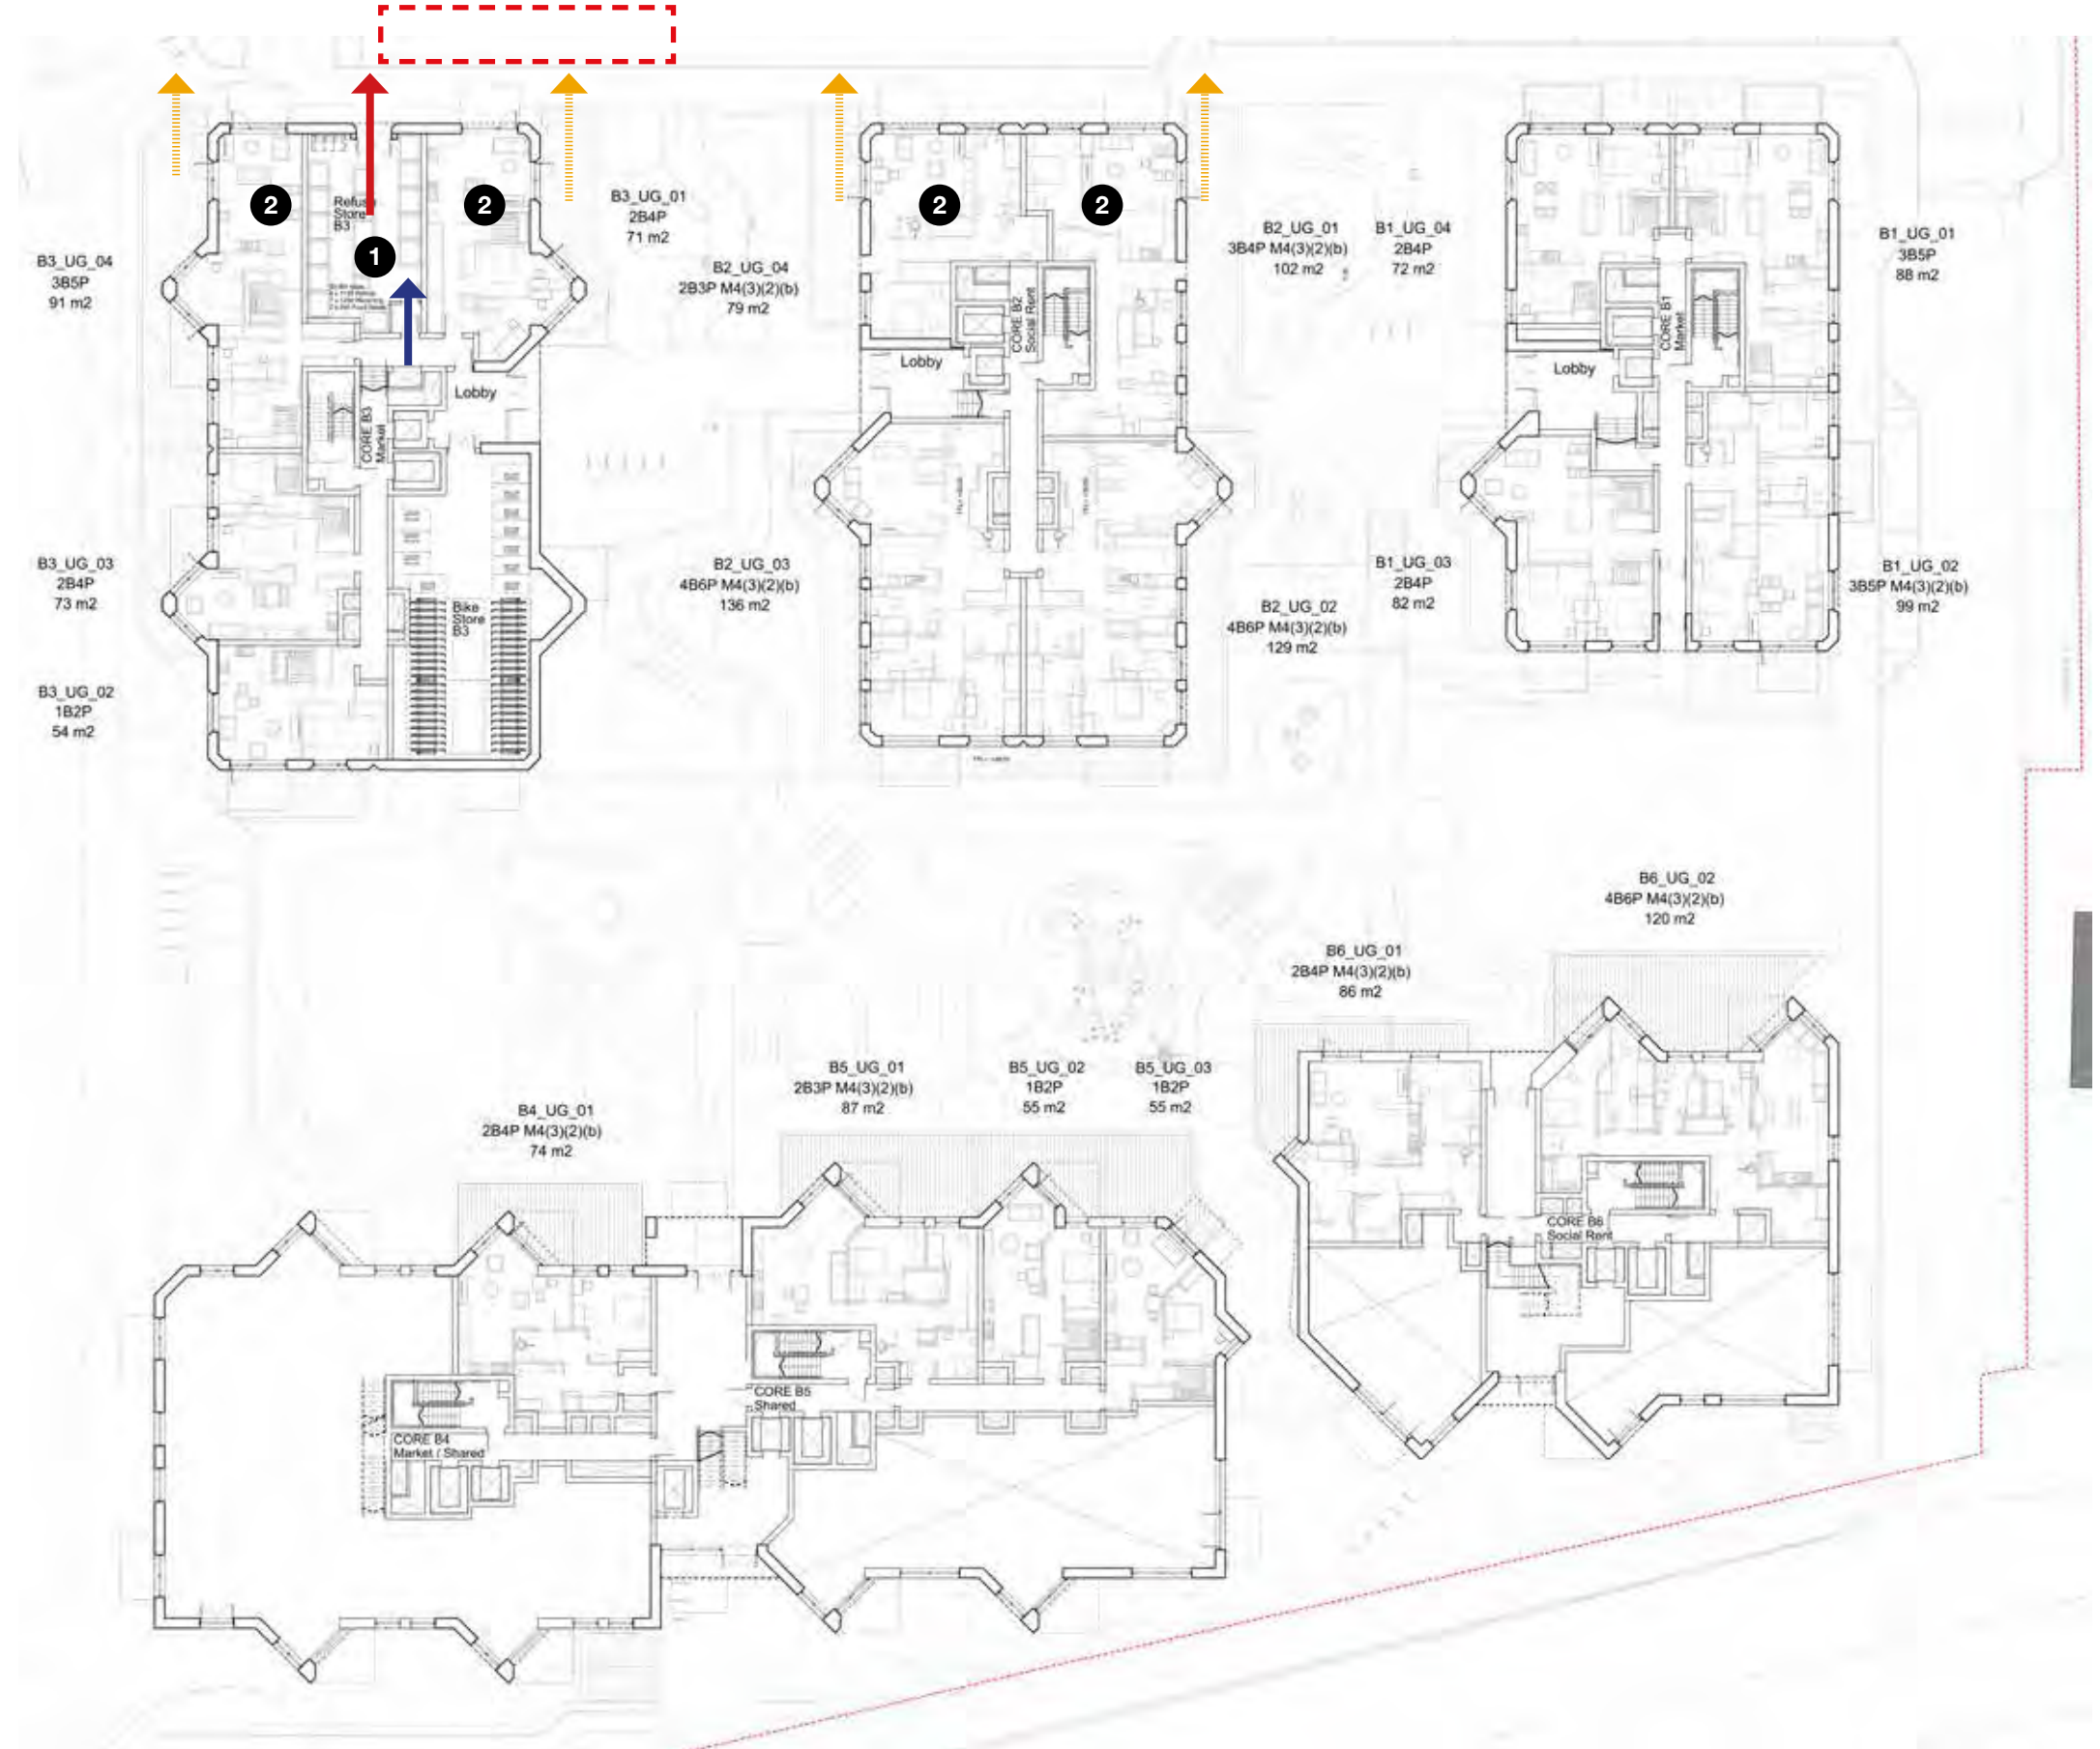 B3_UG_04
3B5P
91 m2
2
Refuse
Store
B3
1
2
B3_UG_01
2B4P
71 m2
B2_UG_04
2B3P M4(3)(2)(b)
79 m2
2
2
B2_UG_01
3B4P M4(3)(2)(b)
102 m2
B1_UG_04
2B4P
72 m2
B1_UG_01
3B5P
88 m2
Lobby
CORE B3
Market
Lobby
CORE B2
Social Rent
Lobby
CORE B1
Market
B3_UG_03
2B4P
73 m2
Bike
Store
B3
B2_UG_03
4B6P M4(3)(2)(b)
136 m2
B2_UG_02
4B6P M4(3)(2)(b)
129 m2
B1_UG_03
2B4P
82 m2
B1_UG_02
3B5P M4(3)(2)(b)
99 m2
B3_UG_02
1B2P
54 m2
B6_UG_02
4B6P M4(3)(2)(b)
120 m2
B6_UG_01
2B4P M4(3)(2)(b)
86 m2
B4_UG_01
2B4P M4(3)(2)(b)
74 m2
B5_UG_01
2B3P M4(3)(2)(b)
87 m2
B5_UG_02
1B2P
55 m2
B5_UG_03
1B2P
55 m2
CORE B6
Social Rent
CORE B5
Shared
CORE B4
Market / Shared